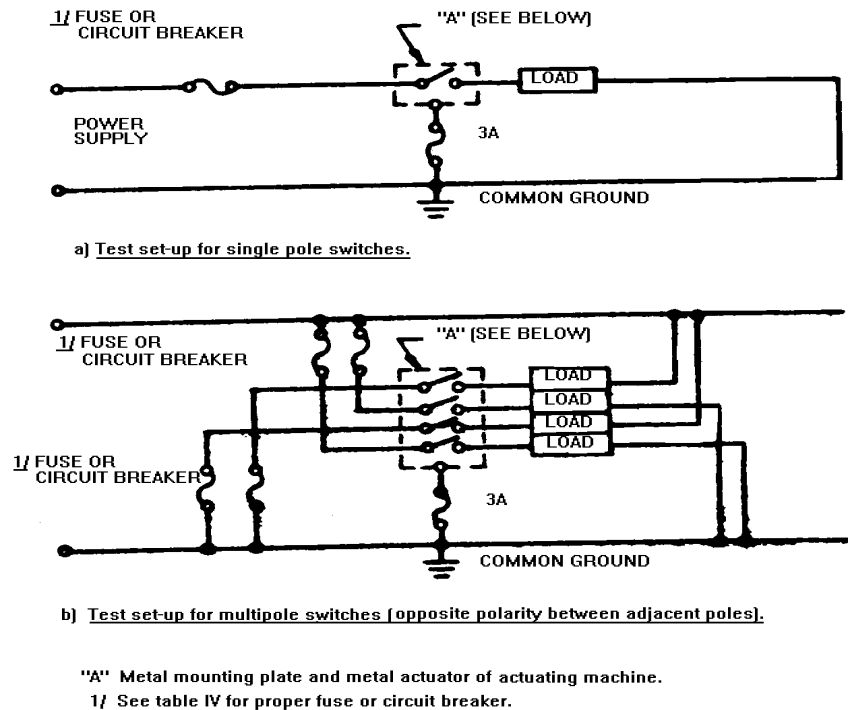 1/ FUSE OR
CIRCUIT BREAKER
"A" (SEE BELOW)
LOAD
POWER
SUPPLY
3A
COMMON GROUND
a) Test set-up for single pole switches.
1/ FUSE OR
CIRCUIT BREAKER
"A" (SEE BELOW)
LOAD
LOAD
LOAD
LOAD
1/ FUSE OR
CIRCUIT BREAKER
3A
COMMON GROUND
b) Test set-up for multipole switches (opposite polarity between adjacent poles).
"A" Metal mounting plate and metal actuator of actuating machine.
1/ See table IV for proper fuse or circuit breaker.